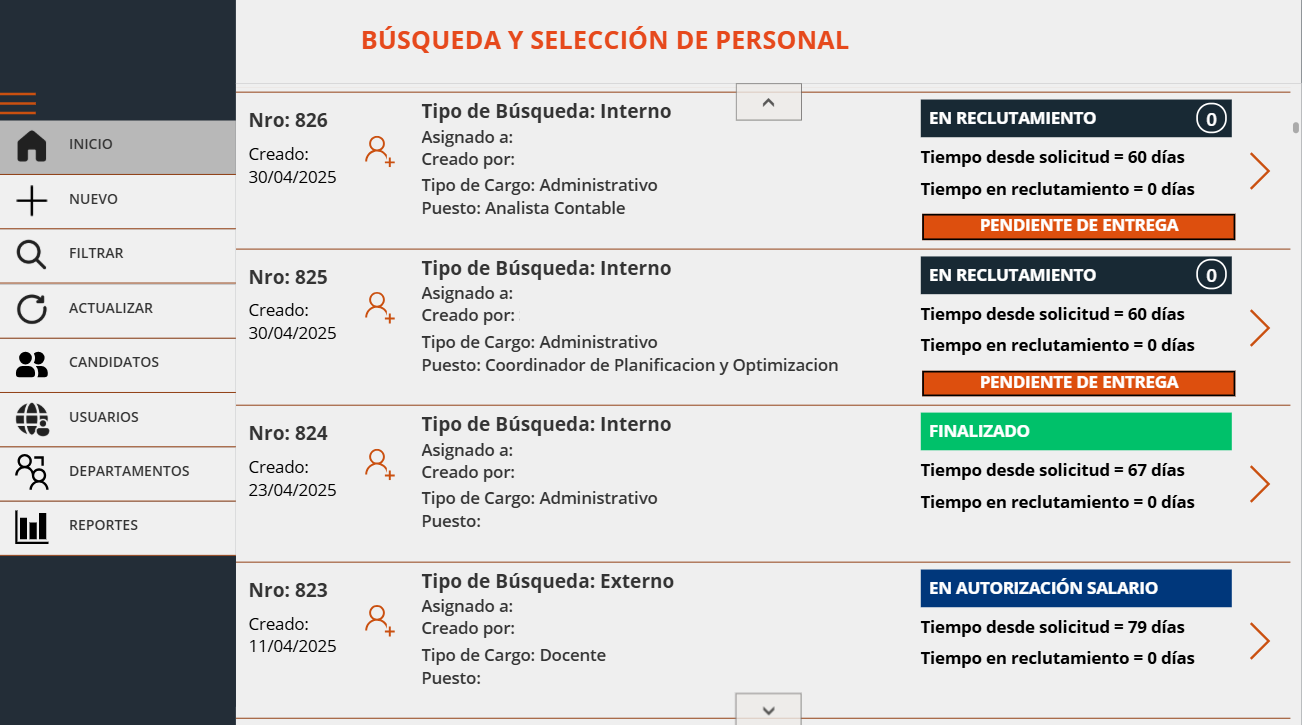 BÚSQUEDA Y SELECCIÓN DE PERSONAL
INICIO
NUEVO
FILTRAR
ACTUALIZAR
CANDIDATOS
USUARIOS
DEPARTAMENTOS
REPORTES
Nro: 826
Creado:
30/04/2025
Tipo de Búsqueda: Interno
Asignado a:
Creado por:
Tipo de Cargo: Administrativo
Puesto: Analista Contable
EN RECLUTAMIENTO 0
Tiempo desde solicitud = 60 días
Tiempo en reclutamiento = 0 días
PENDIENTE DE ENTREGA
Nro: 825
Creado:
30/04/2025
Tipo de Búsqueda: Interno
Asignado a:
Creado por:
Tipo de Cargo: Administrativo
Puesto: Coordinador de Planificacion y Optimizacion
EN RECLUTAMIENTO 0
Tiempo desde solicitud = 60 días
Tiempo en reclutamiento = 0 días
PENDIENTE DE ENTREGA
Nro: 824
Creado:
23/04/2025
Tipo de Búsqueda: Interno
Asignado a:
Creado por:
Tipo de Cargo: Administrativo
Puesto:
FINALIZADO
Tiempo desde solicitud = 67 días
Tiempo en reclutamiento = 0 días
Nro: 823
Creado:
11/04/2025
Tipo de Búsqueda: Externo
Asignado a:
Creado por:
Tipo de Cargo: Docente
Puesto:
EN AUTORIZACIÓN SALARIO
Tiempo desde solicitud = 79 días
Tiempo en reclutamiento = 0 días